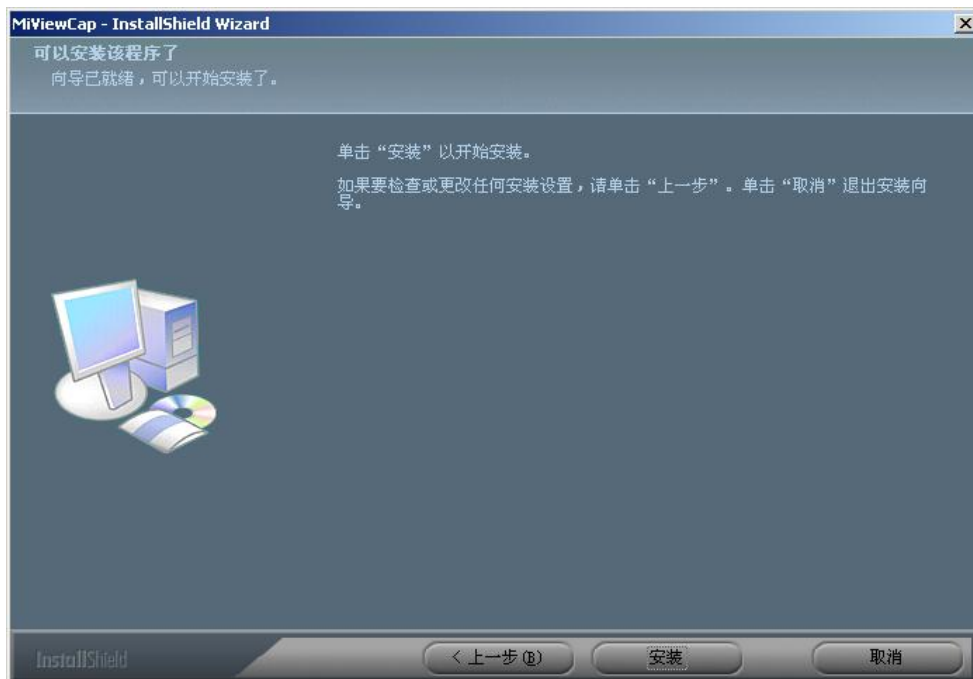 MiViewCap - InstallShield Wizard
可以安装该程序了
向导已就绪，可以开始安装了。
单击“安装”以开始安装。
如果要检查或更改任何安装设置，请单击“上一步”。单击“取消”退出安装向
导。
InstallShield
< 上一步(B)
安装
取消